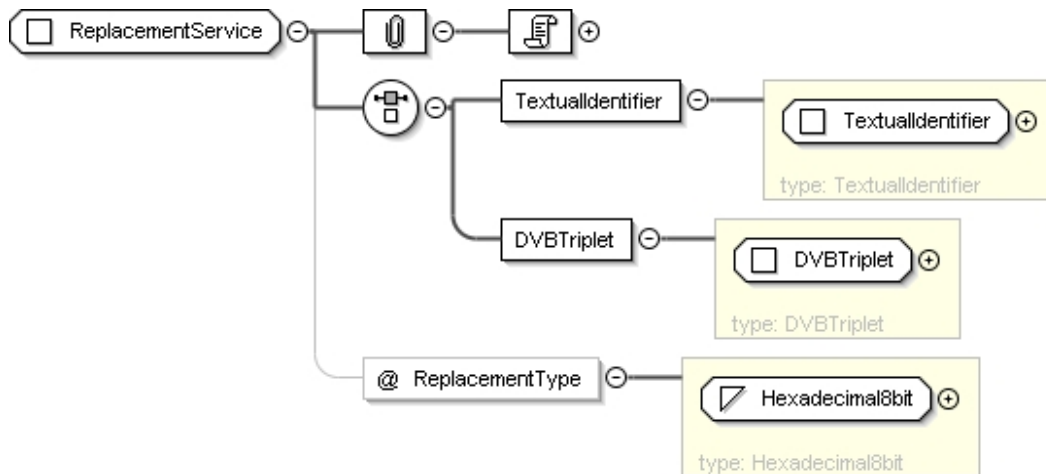 ReplacementService
TextualIdentifier
TextualIdentifier
type: TextualIdentifier
DVBTriplet
DVBTriplet
type: DVBTriplet
@ ReplacementType
Hexadecimal8bit
type: Hexadecimal8bit